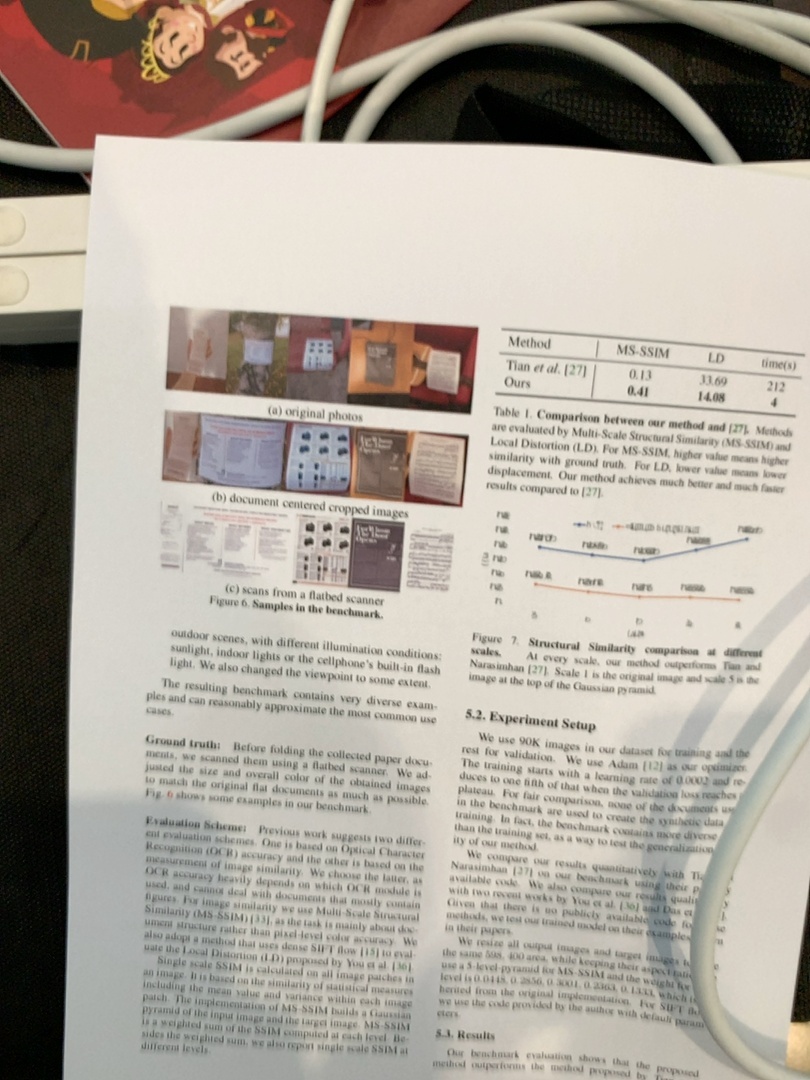 (a) original photos
(b) document centered cropped images
(c) scans from a flatbed scanner
Figure 6. Samples in the benchmark.
outdoor scenes, with different illumination conditions:
sunlight, indoor lights or the cellphone's built-in flash
light. We also changed the viewpoint to some extent.
The resulting benchmark contains very diverse exam-
ples and can reasonably approximate the most common use
cases.
Ground truth: Before folding the collected paper docu-
ments, we scanned them using a flatbed scanner. We ad-
justed the size and overall color of the obtained images
to match the original flat documents as much as possible.
Fig. 6 shows some examples in our benchmark.
Evaluation Scheme: Previous work suggests two differ-
ent evaluation schemes. One is based on Optical Character
Recognition (OCR) accuracy and the other is based on the
measurement of image similarity. We choose the latter, as
OCR accuracy heavily depends on which OCR module is
used, and cannot deal with documents that mostly contain
figures. For image similarity we use Multi-Scale Structural
Similarity (MS-SSIM) [33], as the task is mainly about doc-
ument structure rather than pixel-level color accuracy. We
also adopt a method that uses dense SIFT flow [15] to eval-
uate the Local Distortion (LD) proposed by You et al. [36].
Single scale SSIM is calculated on all image patches in
an image. It is based on the similarity of statistical measures
including the mean value and variance within each image
patch. The implementation of MS-SSIM builds a Gaussian
pyramid of the input image and the target image. MS-SSIM
is a weighted sum of the SSIM computed at each level. Be-
sides the weighted sum, we also report single scale SSIM at
different levels.
Method MS-SSIM LD time(s)
Tian et al. [27] 0.13 33.69 212
Ours 0.41 14.08 4
Table 1. Comparison between our method and [27]. Methods
are evaluated by Multi-Scale Structural Similarity (MS-SSIM) and
Local Distortion (LD). For MS-SSIM, higher value means higher
similarity with ground truth. For LD, lower value means lower
displacement. Our method achieves much better and much faster
results compared to [27].
Figure 7. Structural Similarity comparison at different
scales. At every scale, our method outperforms Tian and
Narasimhan [27]. Scale 1 is the original image and scale 5 is the
image at the top of the Gaussian pyramid.
5.2. Experiment Setup
We use 90K images in our dataset for training and the
rest for validation. We use Adam [12] as our optimizer.
The training starts with a learning rate of 0.0002 and re-
duces to one fifth of that when the validation loss reaches
plateau. For fair comparison, none of the documents
in the benchmark are used to create the synthetic data
training. In fact, the benchmark contains more diverse
than the training set, as a way to test the generalization
ity of our method.
We compare our results quantitatively with
Narasimhan [27] on our benchmark using their
available code. We also compare our results
with two recent works by You et al. [36] and Das et
Given that there is no publicly available code
methods, we test our trained model on their examples
in their papers.
We resize all output images and target images to
the same 598, 400 area, while keeping their aspect
use a 5-level-pyramid for MS-SSIM and the weight for
level is 0.0448, 0.2856, 0.3001, 0.2363, 0.1333, which
herited from the original implementation. For SIFT
we use the code provided by the author with default param
eters.
5.3. Results
Our benchmark evaluation shows that the proposed
method outperforms the method proposed by